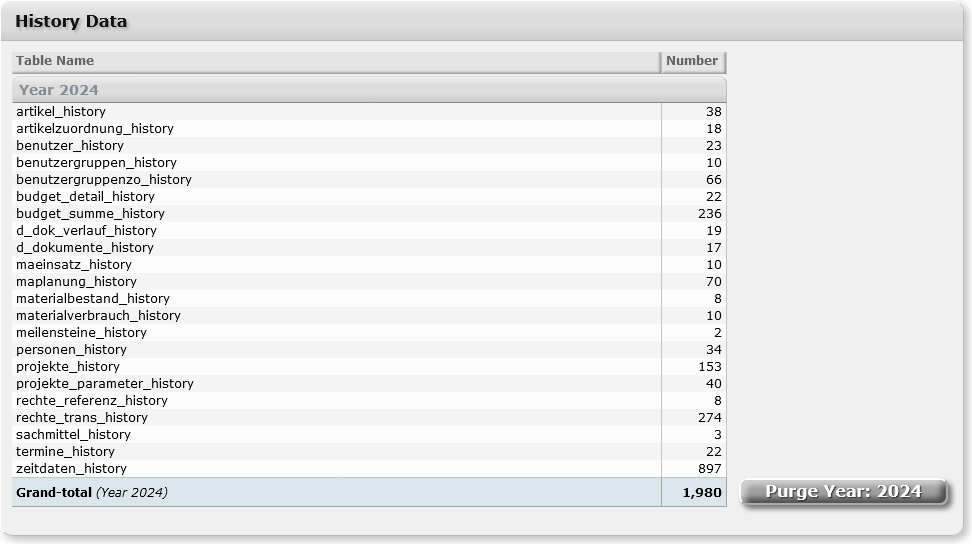 History Data
Table Name Number
Year 2024
artikel_history 38
artikelzuordnung_history 18
benutzer_history 23
benutzergruppen_history 10
benutzergruppenzo_history 66
budget_detail_history 22
budget_summe_history 236
d_dok_verlauf_history 19
d_dokumente_history 17
maeinsatz_history 10
maplanung_history 70
materialbestand_history 8
materialverbrauch_history 10
meilensteine_history 2
personen_history 34
projekte_history 153
projekte_parameter_history 40
rechte_referenz_history 8
rechte_trans_history 274
sachmittel_history 3
termine_history 22
zeitdaten_history 897
Grand-total (Year 2024) 1,980 Purge Year: 2024